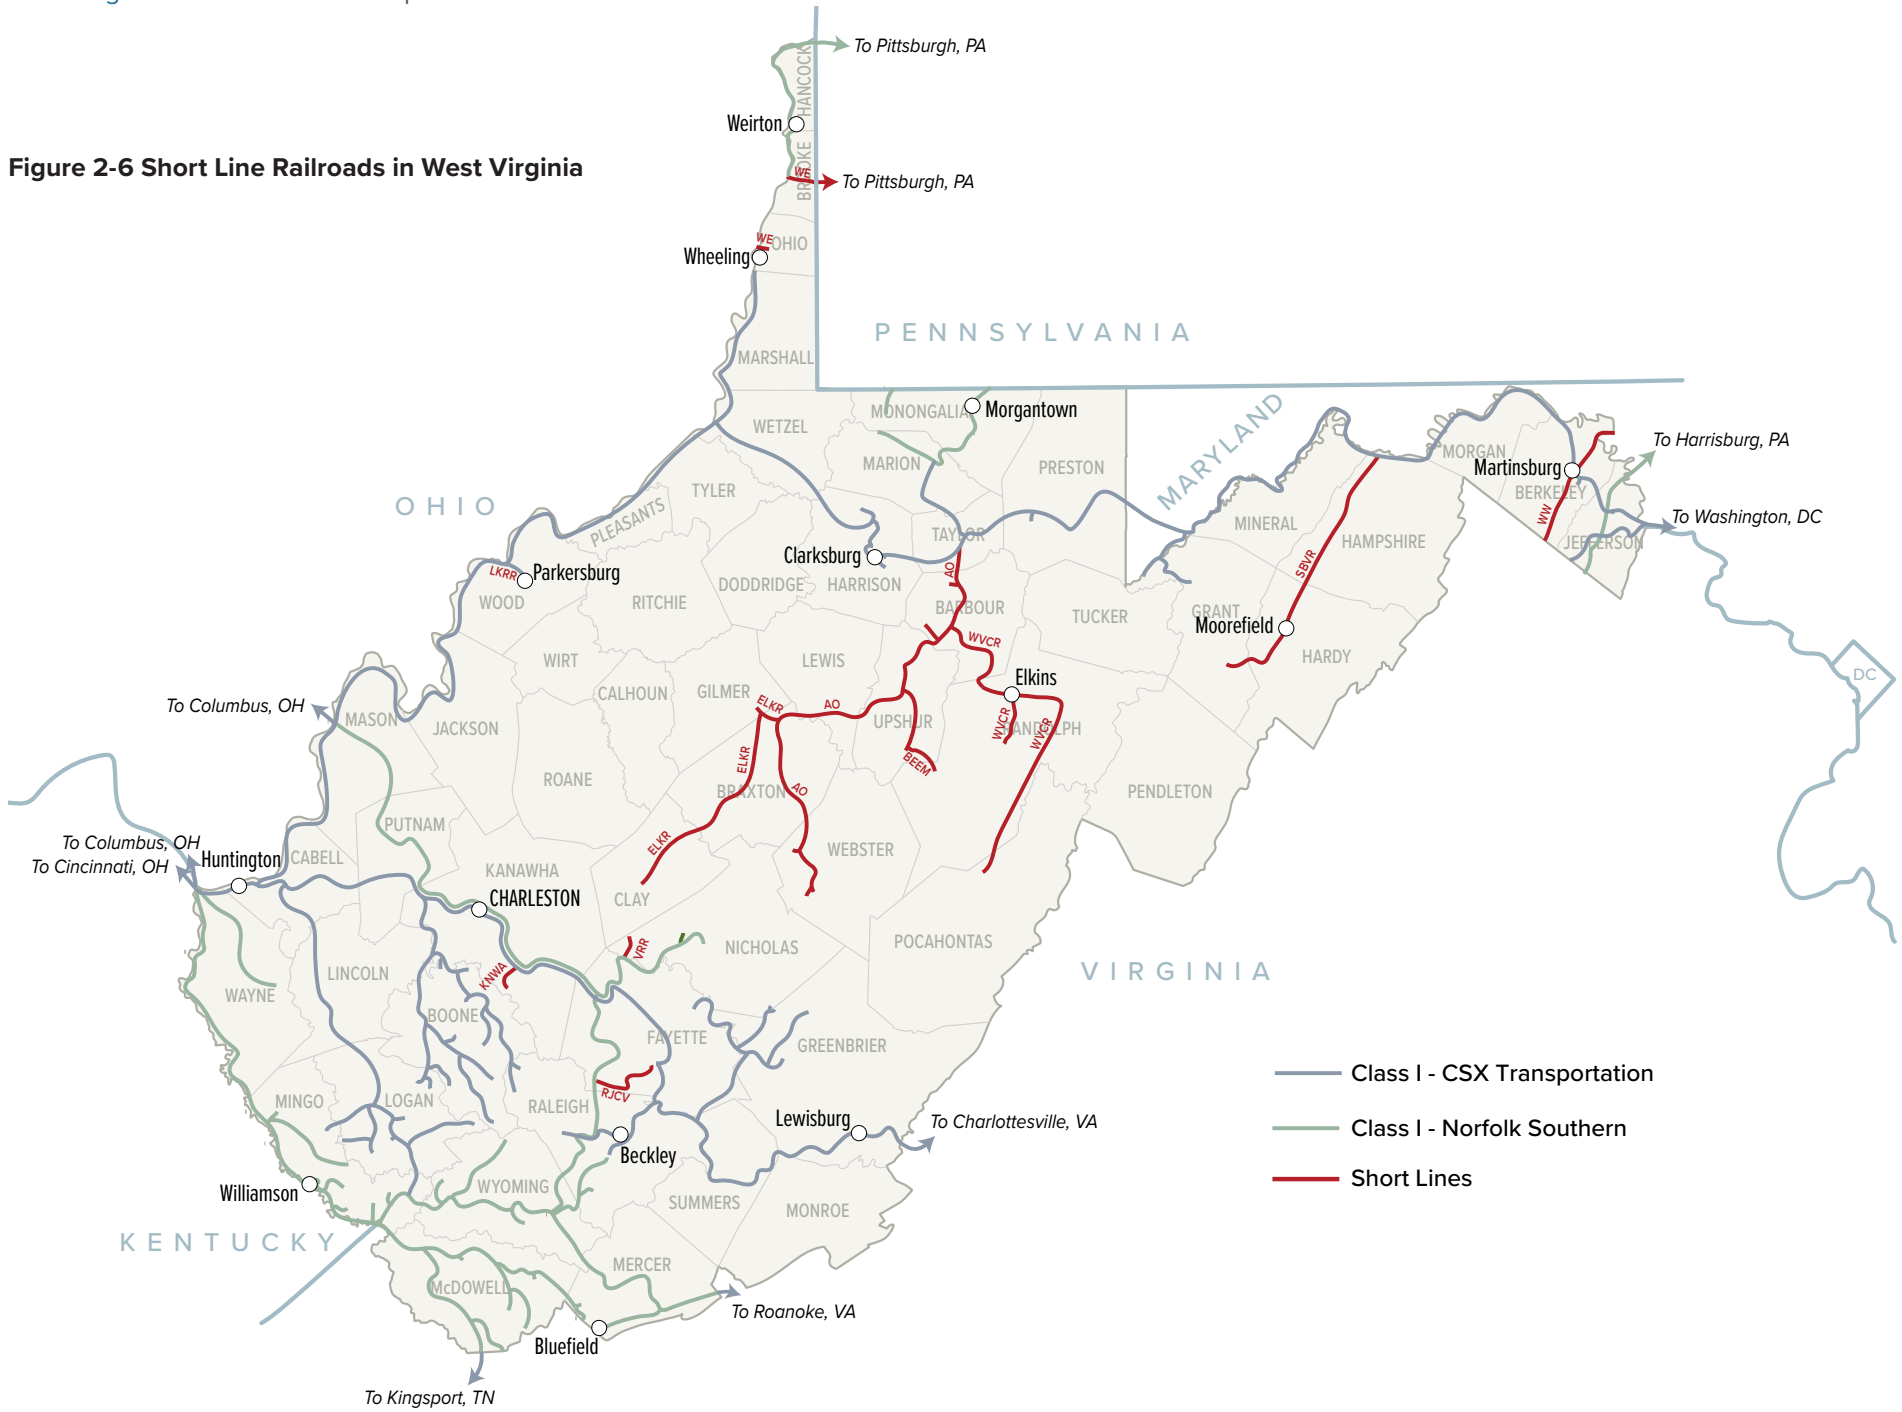 To Pittsburgh, PA
HANCOCK
Weirton
Figure 2-6 Short Line Railroads in West Virginia
BROOKE
WE
To Pittsburgh, PA
WE
OHIO
Wheeling
PENNSYLVANIA
MARSHALL
MONONGALIA
Morgantown
WETZEL
MARYLAND
MORGAN
To Harrisburg, PA
MARION
PRESTON
Martinsburg
TYLER
BERKELEY
OHIO
PLEASANTS
WW
To Washington, DC
MINERAL
TAYLOR
HAMPSHIRE
JEFFERSON
Clarksburg
LKRR
Parkersburg
AO
SBVR
DODDRIDGE
HARRISON
WOOD
RITCHIE
BARBOUR
TUCKER
GRANT
Moorefield
WVCR
HARDY
WIRT
LEWIS
DC
Elkins
CALHOUN
GILMER
ELKR
AO
To Columbus, OH
MASON
JACKSON
UPSHUR
WVCR
RANDOLPH
WVCR
ELKR
BEEM
ROANE
BRAXTON
AO
PENDLETON
PUTNAM
To Columbus, OH
ELKR
WEBSTER
Huntington
CABELL
To Cincinnati, OH
KANAWHA
CHARLESTON
CLAY
POCAHONTAS
VRR
NICHOLAS
LINCOLN
KNWA
VIRGINIA
WAYNE
BOONE
FAYETTE
GREENBRIER
Class I - CSX Transportation
MINGO
LOGAN
RJCV
RALEIGH
Lewisburg
To Charlottesville, VA
Class I - Norfolk Southern
Beckley
Short Lines
Williamson
WYOMING
SUMMERS
MONROE
KENTUCKY
MERCER
McDOWELL
To Roanoke, VA
Bluefield
To Kingsport, TN